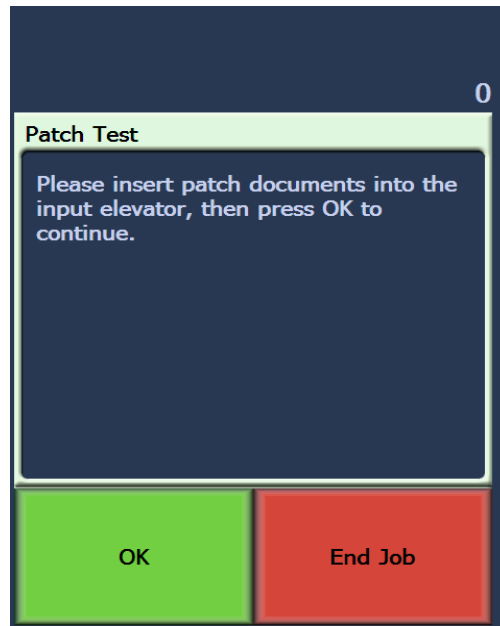 0
Patch Test
Please insert patch documents into the
input elevator, then press OK to
continue.
OK
End Job